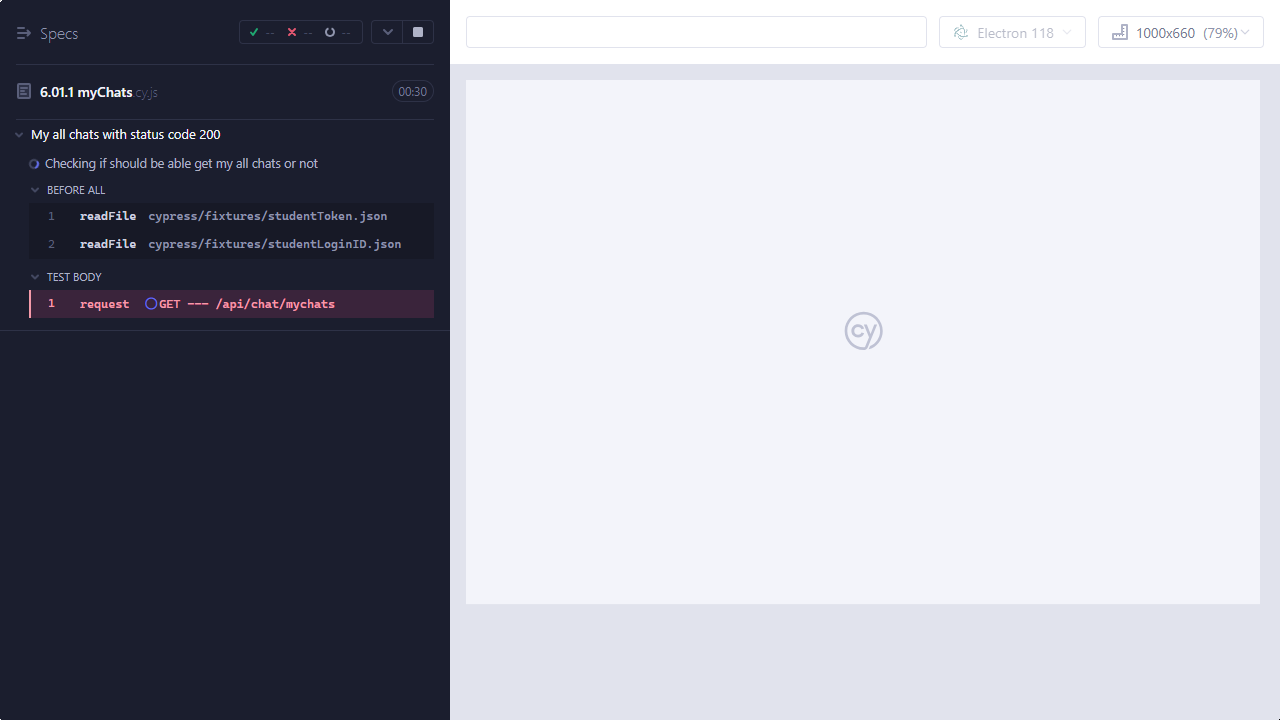 Specs
-- -- --
6.01.1 myChats.cy.js
00:30
My all chats with status code 200
Checking if should be able get my all chats or not
BEFORE ALL
1 readFile cypress/fixtures/studentToken.json
2 readFile cypress/fixtures/studentLoginID.json
TEST BODY
1 request GET --- /api/chat/mychats
Electron 118
1000x660 (79%)
cy